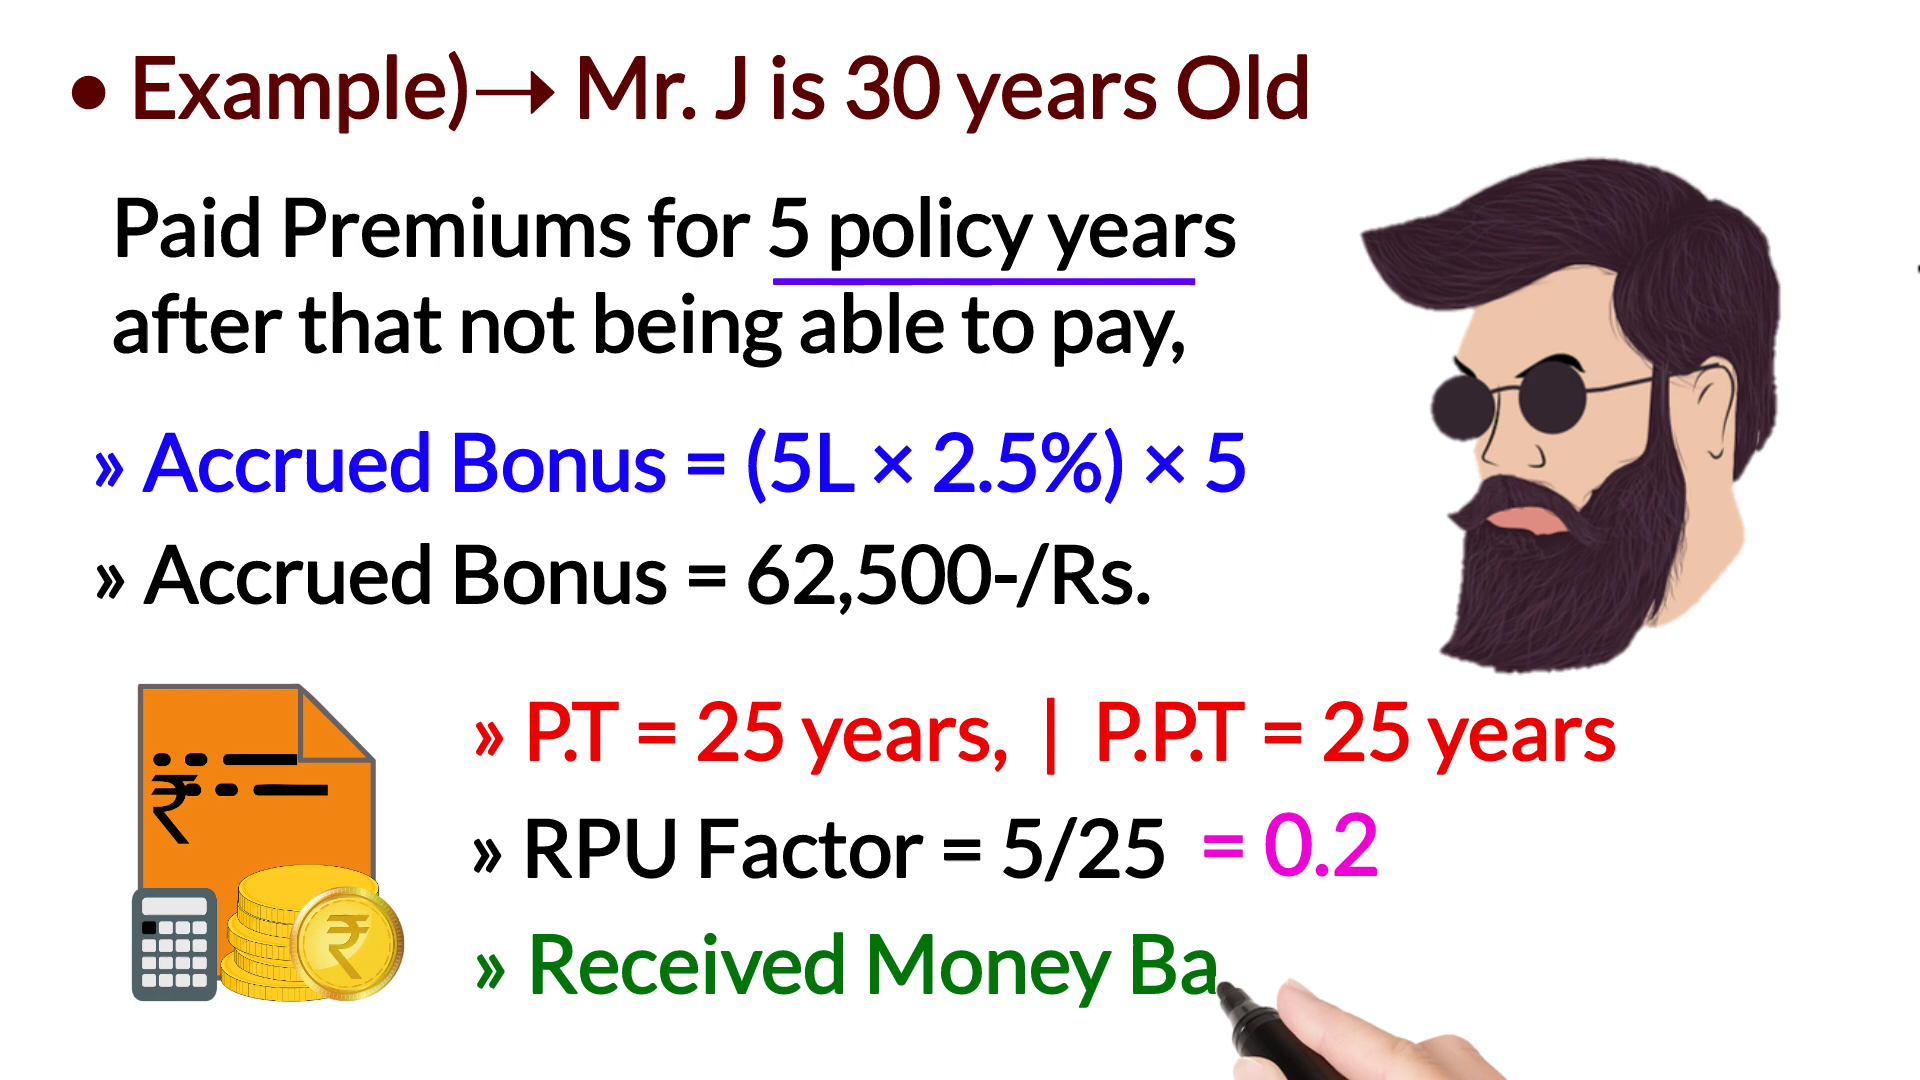 • Example)→ Mr. J is 30 years Old
Paid Premiums for 5 policy years
after that not being able to pay,
» Accrued Bonus = (5L × 2.5%) × 5
» Accrued Bonus = 62,500-/Rs.
» P.T = 25 years, | P.P.T = 25 years
» RPU Factor = 5/25 = 0.2
» Received Money Ba
₹
₹